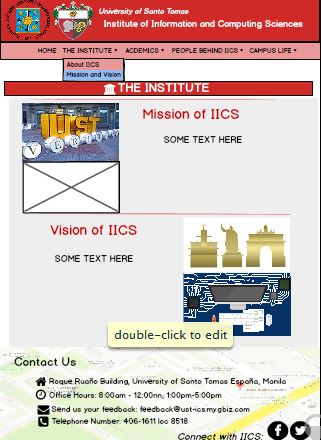 University of Santo Tomas
Institute of Information and Computing Sciences
HOME THE INSTITUTE ▾ ACADEMICS ▾ PEOPLE BEHIND IICS ▾ CAMPUS LIFE ▾
About IICS
Mission and Vision
THE INSTITUTE
UST
VERITAS
Mission of IICS
SOME TEXT HERE
Vision of IICS
SOME TEXT HERE
double-click to edit
Contact Us
Roque Ruaño Building, University of Santo Tomas España, Manila
Office Hours: 8:00am - 12:00nn, 1:00pm-5:00pm
Send us your feedback: feedback@ust-ics.mygbiz.com
Telephone Number: 406-1611 loc 8518
Connect with IICS: